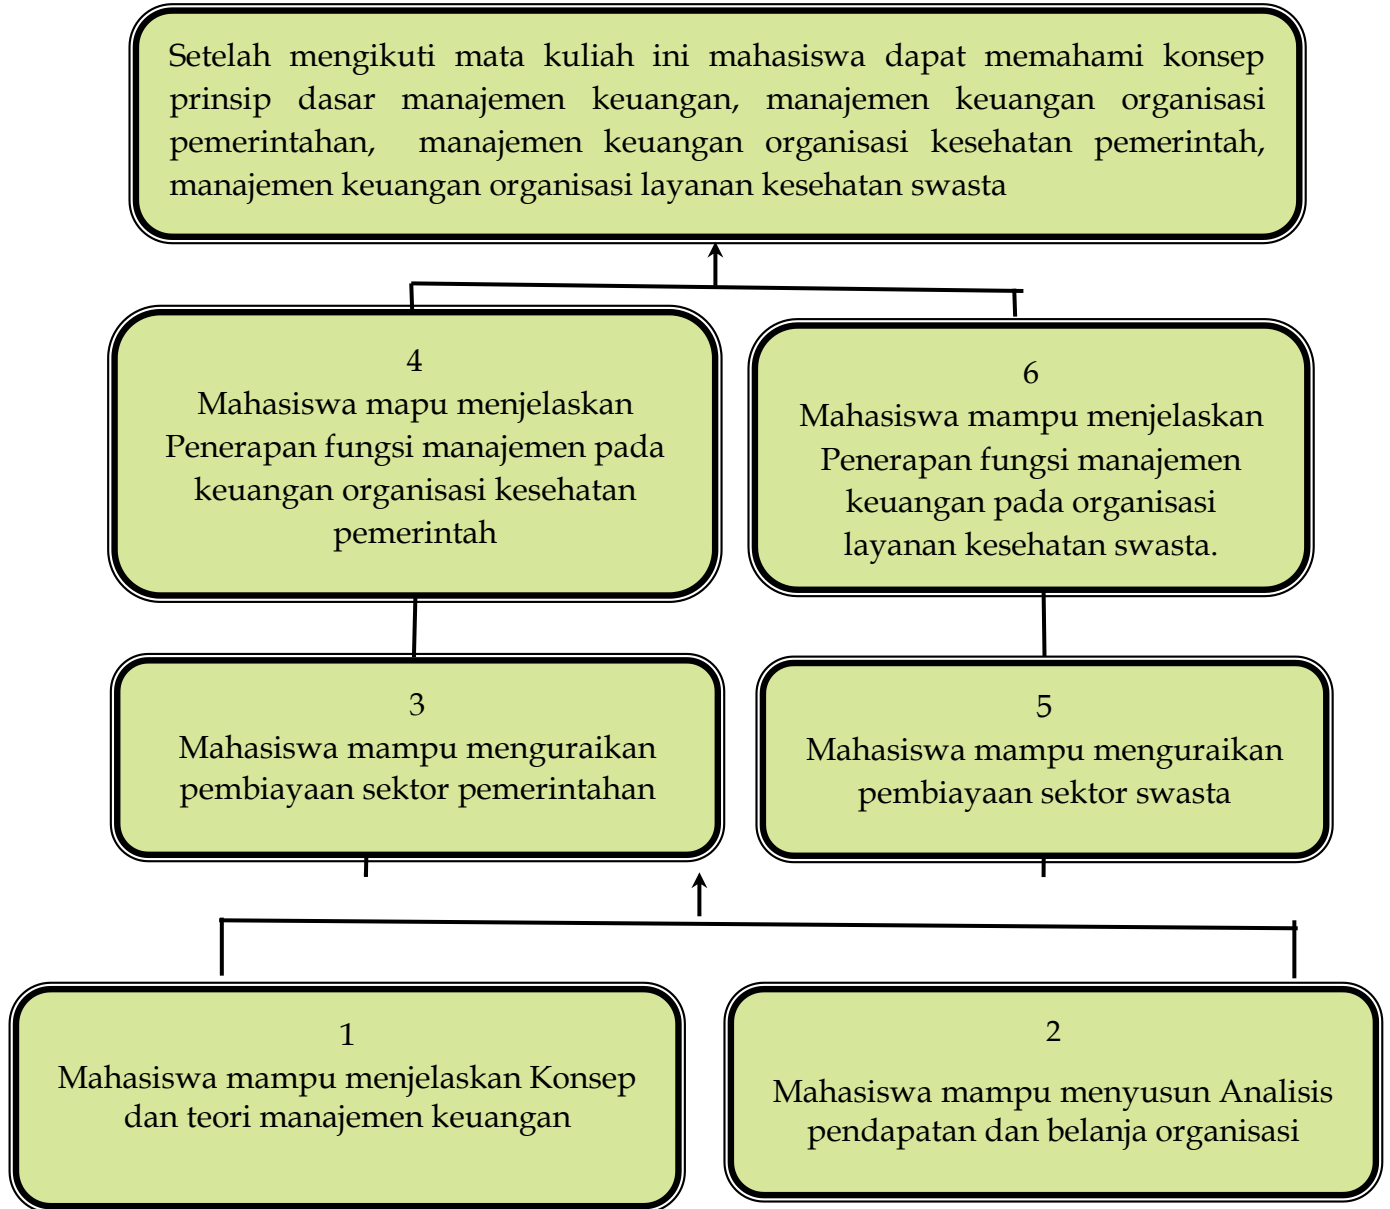 Setelah mengikuti mata kuliah ini mahasiswa dapat memahami konsep
prinsip dasar manajemen keuangan, manajemen keuangan organisasi
pemerintahan, manajemen keuangan organisasi kesehatan pemerintah,
manajemen keuangan organisasi layanan kesehatan swasta
4
Mahasiswa mapu menjelaskan
Penerapan fungsi manajemen pada
keuangan organisasi kesehatan
pemerintah
6
Mahasiswa mampu menjelaskan
Penerapan fungsi manajemen
keuangan pada organisasi
layanan kesehatan swasta.
3
Mahasiswa mampu menguraikan
pembiayaan sektor pemerintahan
5
Mahasiswa mampu menguraikan
pembiayaan sektor swasta
1
Mahasiswa mampu menjelaskan Konsep
dan teori manajemen keuangan
2
Mahasiswa mampu menyusun Analisis
pendapatan dan belanja organisasi